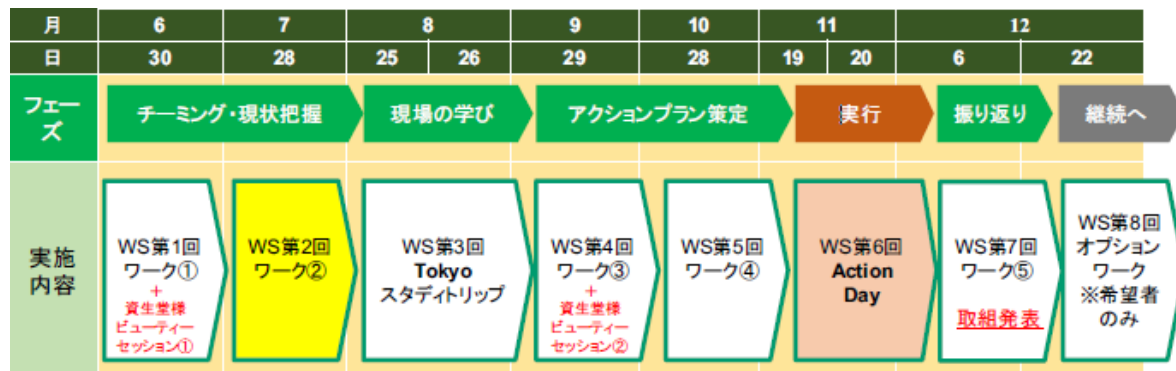 月 6 7 8 9 10 11 12
日 30 28 25 26 29 28 19 20 6 22
フェー
ズ
チーミング・現状把握
現場の学び
アクションプラン策定
実行
振り返り
継続へ
実施
内容
WS第1回
ワーク①
+
資生堂様
ビューティー
セッション①
WS第2回
ワーク②
WS第3回
Tokyo
スタディトリップ
WS第4回
ワーク③
+
資生堂様
ビューティー
セッション②
WS第5回
ワーク④
WS第6回
Action
Day
WS第7回
ワーク⑤
取組発表
WS第8回
オプション
ワーク
※希望者
のみ